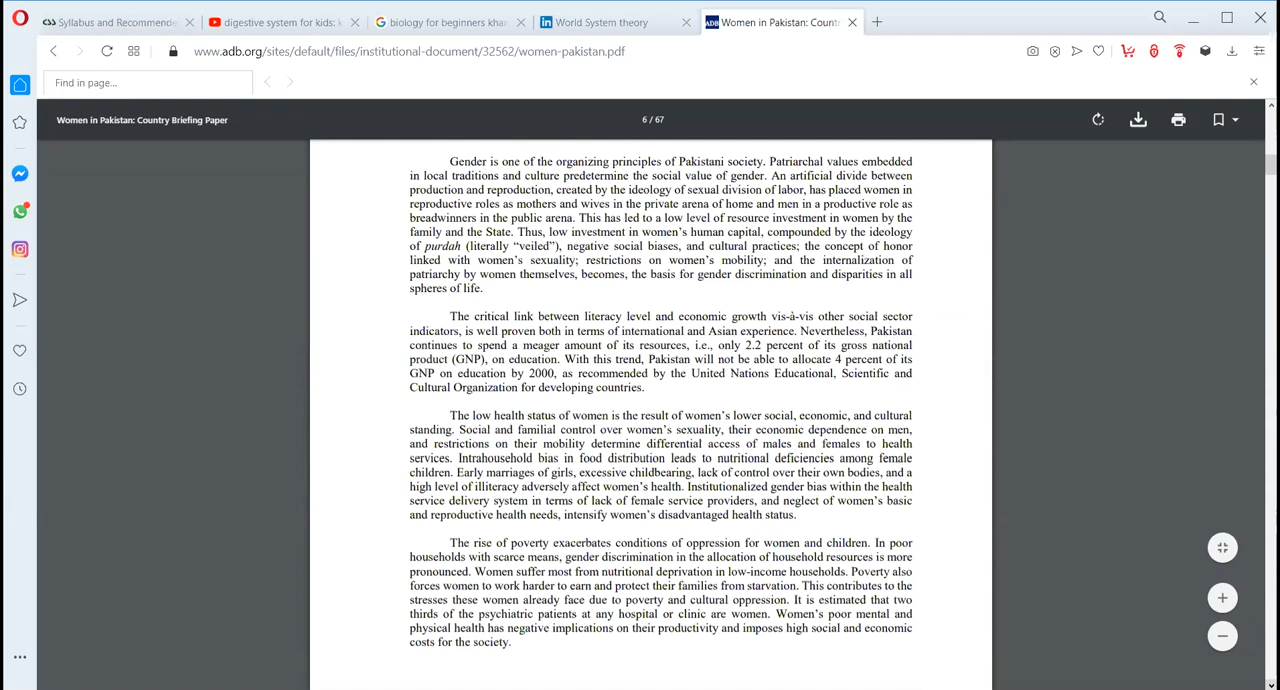 Syllabus and Recommende
digestive system for kids: k
biology for beginners khan
World System theory
Women in Pakistan: Countr
www.adb.org/sites/default/files/institutional-document/32562/women-pakistan.pdf
Find in page...
Women in Pakistan: Country Briefing Paper
6 / 67
Gender is one of the organizing principles of Pakistani society. Patriarchal values embedded
in local traditions and culture predetermine the social value of gender. An artificial divide between
production and reproduction, created by the ideology of sexual division of labor, has placed women in
reproductive roles as mothers and wives in the private arena of home and men in a productive role as
breadwinners in the public arena. This has led to a low level of resource investment in women by the
family and the State. Thus, low investment in women's human capital, compounded by the ideology
of purdah (literally "veiled"), negative social biases, and cultural practices; the concept of honor
linked with women's sexuality; restrictions on women's mobility; and the internalization of
patriarchy by women themselves, becomes, the basis for gender discrimination and disparities in all
spheres of life.
The critical link between literacy level and economic growth vis-à-vis other social sector
indicators, is well proven both in terms of international and Asian experience. Nevertheless, Pakistan
continues to spend a meager amount of its resources, i.e., only 2.2 percent of its gross national
product (GNP), on education. With this trend, Pakistan will not be able to allocate 4 percent of its
GNP on education by 2000, as recommended by the United Nations Educational, Scientific and
Cultural Organization for developing countries.
The low health status of women is the result of women's lower social, economic, and cultural
standing. Social and familial control over women's sexuality, their economic dependence on men,
and restrictions on their mobility determine differential access of males and females to health
services. Intrahousehold bias in food distribution leads to nutritional deficiencies among female
children. Early marriages of girls, excessive childbearing, lack of control over their own bodies, and a
high level of illiteracy adversely affect women's health. Institutionalized gender bias within the health
service delivery system in terms of lack of female service providers, and neglect of women's basic
and reproductive health needs, intensify women's disadvantaged health status.
The rise of poverty exacerbates conditions of oppression for women and children. In poor
households with scarce means, gender discrimination in the allocation of household resources is more
pronounced. Women suffer most from nutritional deprivation in low-income households. Poverty also
forces women to work harder to earn and protect their families from starvation. This contributes to the
stresses these women already face due to poverty and cultural oppression. It is estimated that two
thirds of the psychiatric patients at any hospital or clinic are women. Women's poor mental and
physical health has negative implications on their productivity and imposes high social and economic
costs for the society.